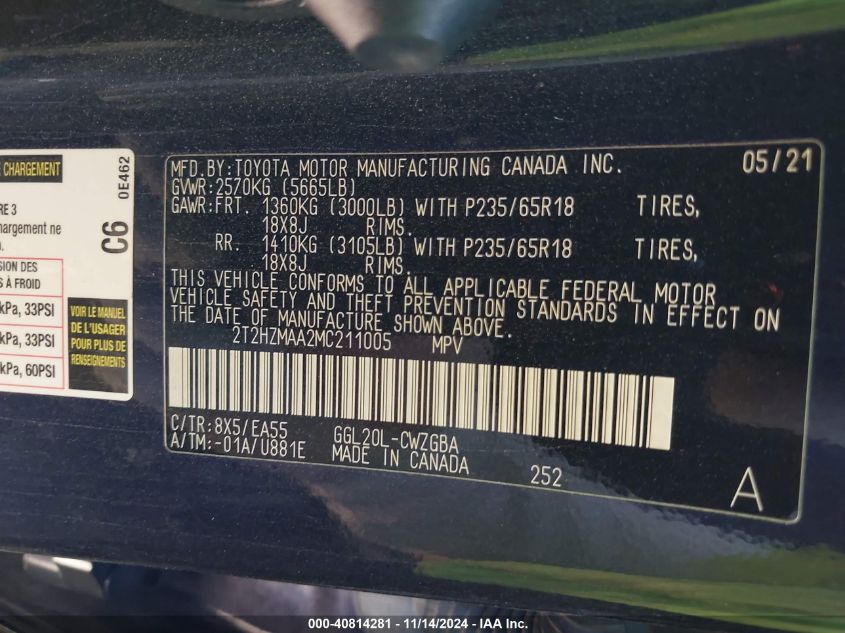 E CHARGEMENT
RE 3
hargement ne
n.
SION DES
S À FROID
kPa, 33PSI
kPa, 33PSI
kPa, 60PSI
C6
0E462
VOIR LE MANUEL
DE L'USAGER
POUR PLUS DE
RENSEIGNEMENTS
MFD.BY:TOYOTA MOTOR MANUFACTURING CANADA INC. 05/21
GVWR:2570KG (5665LB)
GAWR:FRT. 1360KG (3000LB) WITH P235/65R18 TIRES,
18X8J RIMS.
RR. 1410KG (3105LB) WITH P235/65R18 TIRES,
18X8J RIMS.
THIS VEHICLE CONFORMS TO ALL APPLICABLE FEDERAL MOTOR
VEHICLE SAFETY AND THEFT PREVENTION STANDARDS IN EFFECT ON
THE DATE OF MANUFACTURE SHOWN ABOVE.
2T2HZMAA2MC211005 MPV
C/TR:8X5/EA55 GGL20L-CWZGBA
A/TM:-01A/U881E MADE IN CANADA
252
A
000-40814281 - 11/14/2024 - IAA Inc.